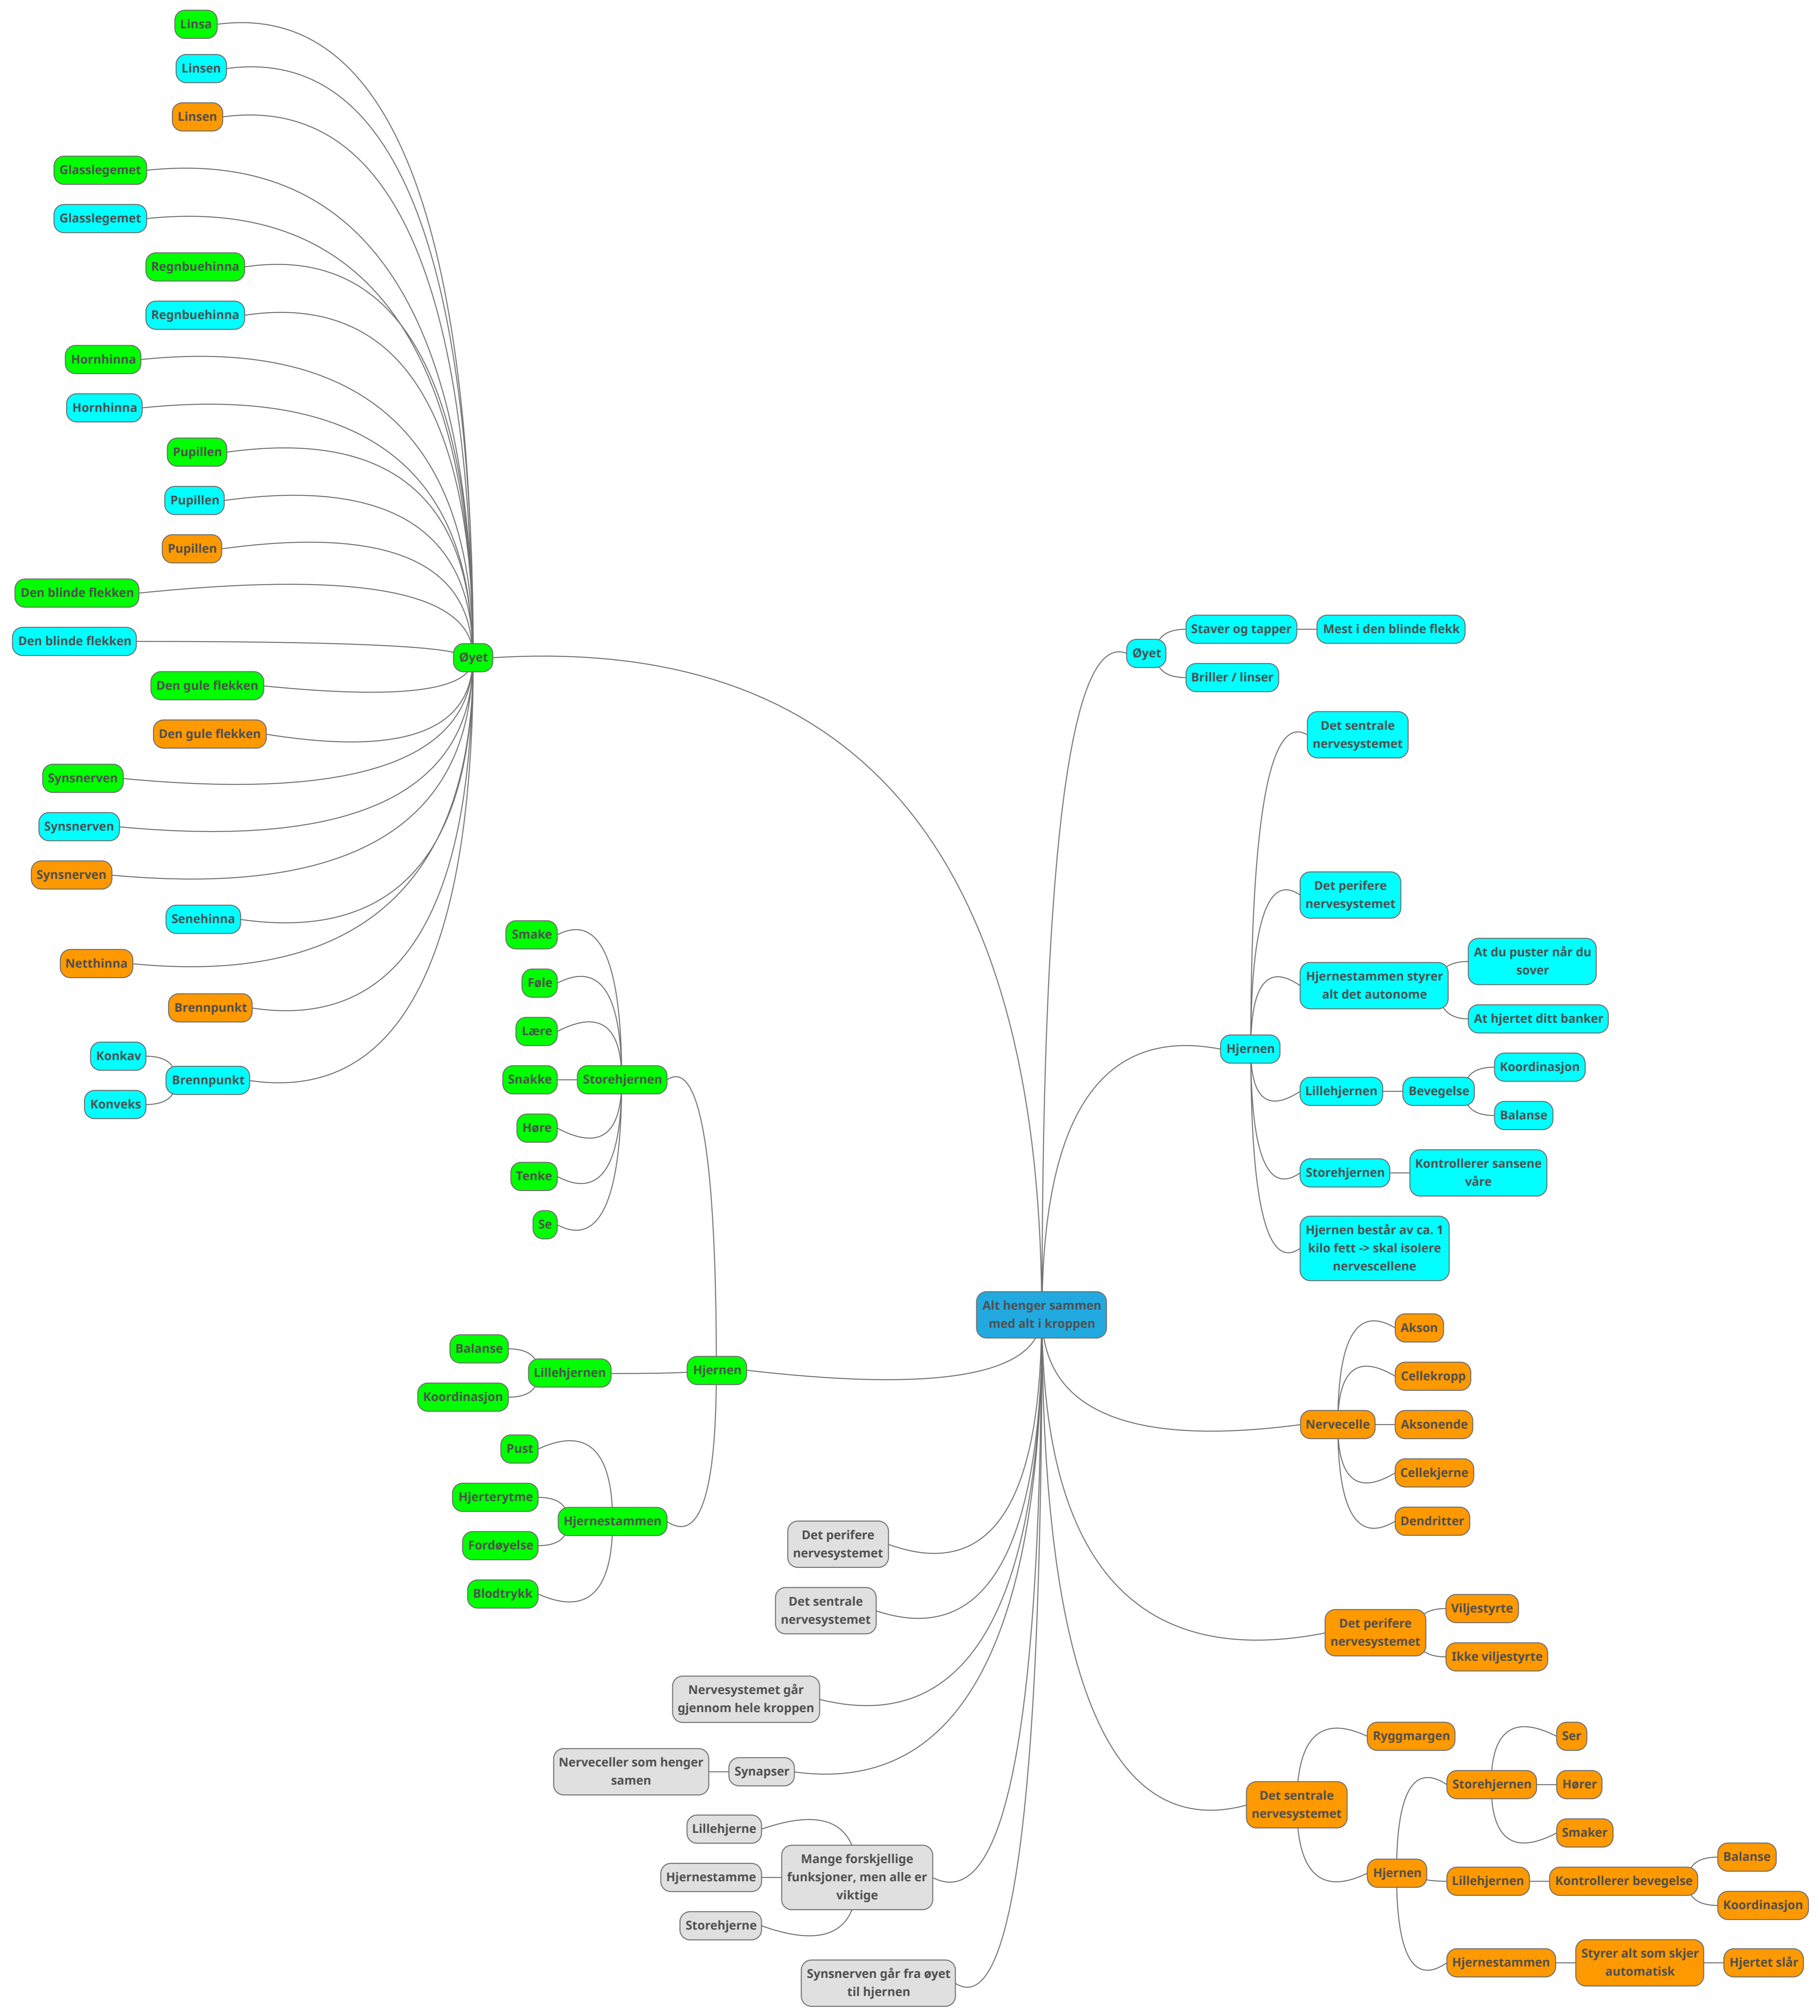 Linsa
Linsen
Linsen
Glasslegemet
Glasslegemet
Regnbuehinna
Regnbuehinna
Hornhinna
Hornhinna
Pupillen
Pupillen
Pupillen
Den blinde flekken
Den blinde flekken
Øyet
Den gule flekken
Den gule flekken
Synsnerven
Synsnerven
Synsnerven
Senehinna
Netthinna
Brennpunkt
Konkav
Brennpunkt
Konveks
Smake
Føle
Lære
Snakke
Storehjernen
Høre
Tenke
Se
Balanse
Lillehjernen
Koordinasjon
Hjernen
Pust
Hjerterytme
Hjernestammen
Fordøyelse
Blodtrykk
Alt henger sammen
med alt i kroppen
Det perifere
nervesystemet
Det sentrale
nervesystemet
Nervesystemet går
gjennom hele kroppen
Nerveceller som henger
samen
Synapser
Lillehjerne
Hjernestamme
Storehjerne
Mange forskjellige
funksjoner, men alle er
viktige
Synsnerven går fra øyet
til hjernen
Øyet
Staver og tapper
Mest i den blinde flekk
Briller / linser
Det sentrale
nervesystemet
Det perifere
nervesystemet
Hjernestammen styrer
alt det autonome
At du puster når du
sover
At hjertet ditt banker
Hjernen
Lillehjernen
Bevegelse
Koordinasjon
Balanse
Storehjernen
Kontrollerer sansene
våre
Hjernen består av ca. 1
kilo fett -> skal isolere
nervescellene
Akson
Cellekropp
Nervecelle
Aksonende
Cellekjerne
Dendritter
Det perifere
nervesystemet
Viljestyrte
Ikke viljestyrte
Det sentrale
nervesystemet
Ryggmargen
Hjernen
Storehjernen
Ser
Hører
Smaker
Lillehjernen
Kontrollerer bevegelse
Balanse
Koordinasjon
Hjernestammen
Styrer alt som skjer
automatisk
Hjertet slår